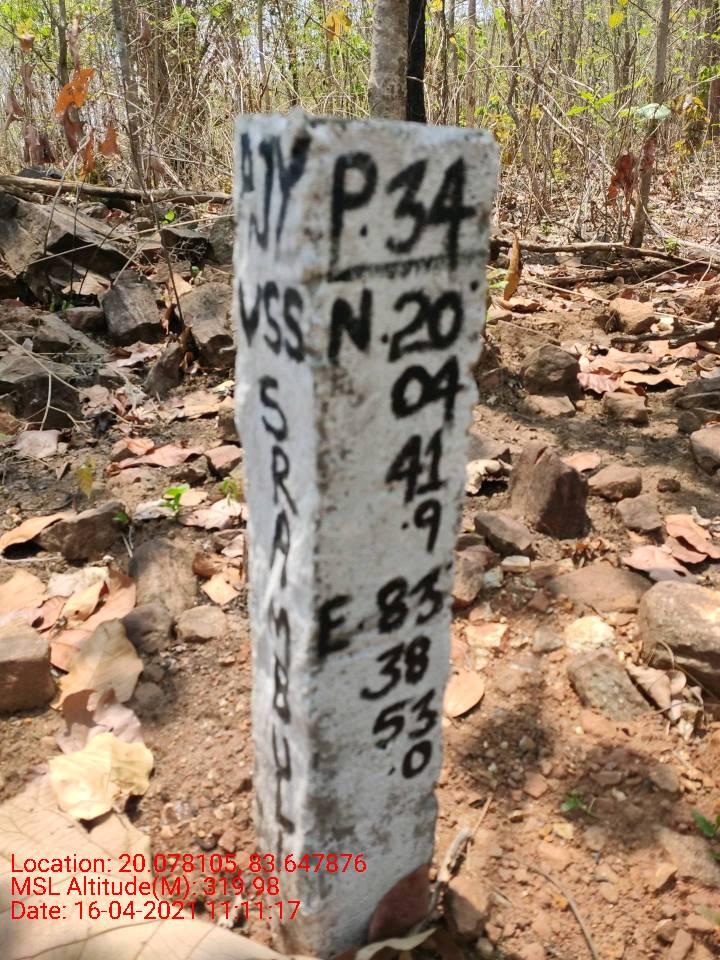 AJY
VSS
SRAMBUL
P.34
N.20
04
41
.9
E.83
38
53
.0
Location: 20.078105, 83.647876
MSL Altitude(M): 319.98
Date: 16-04-2021 11:11:17